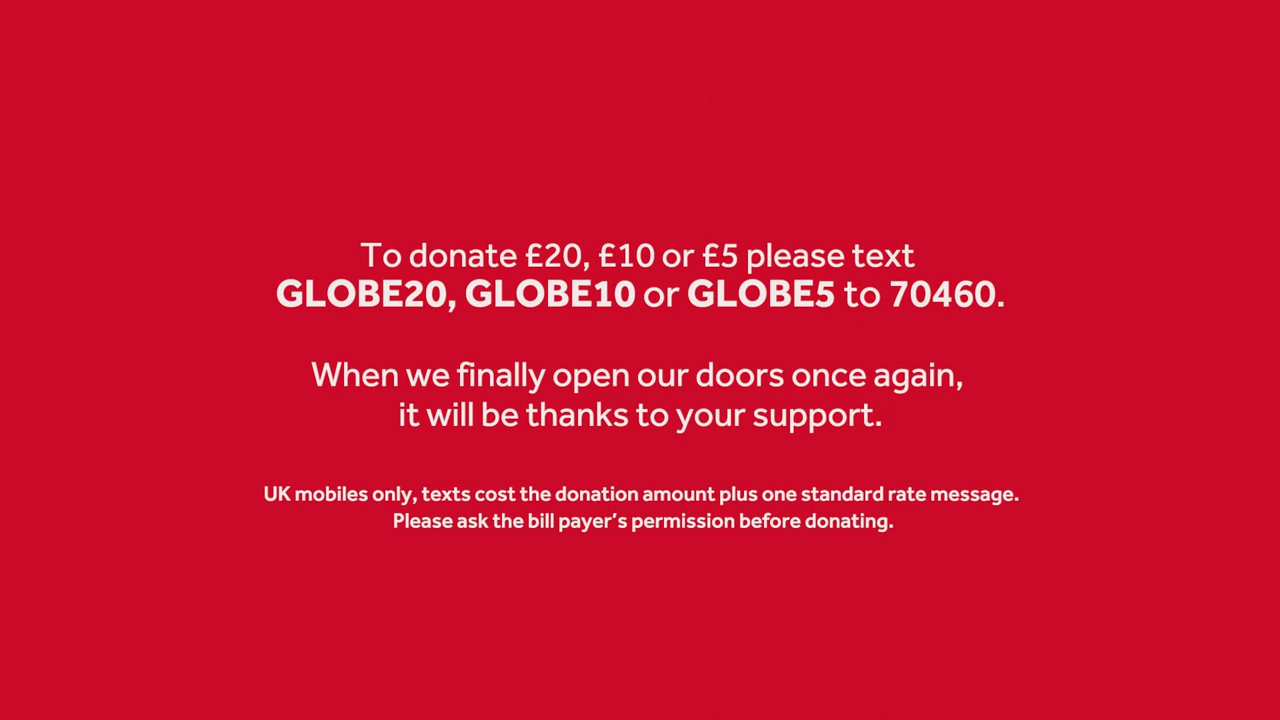 To donate £20, £10 or £5 please text
GLOBE20, GLOBE10 or GLOBE5 to 70460.
When we finally open our doors once again,
it will be thanks to your support.
UK mobiles only, texts cost the donation amount plus one standard rate message.
Please ask the bill payer’s permission before donating.